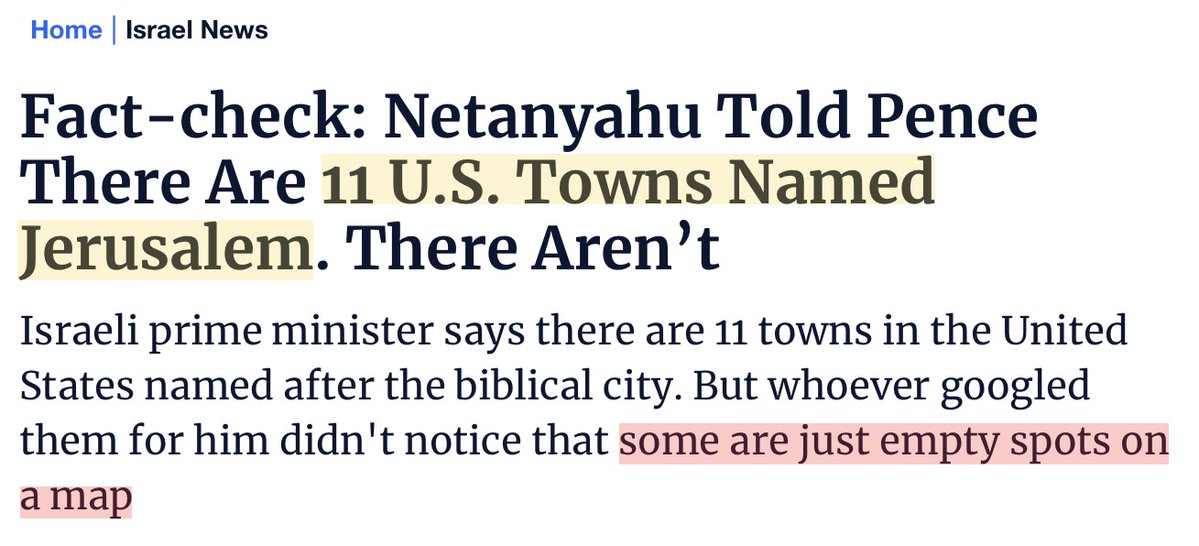 Home | Israel News
Fact-check: Netanyahu Told Pence
There Are 11 U.S. Towns Named
Jerusalem. There Aren’t
Israeli prime minister says there are 11 towns in the United
States named after the biblical city. But whoever googled
them for him didn't notice that some are just empty spots on
a map